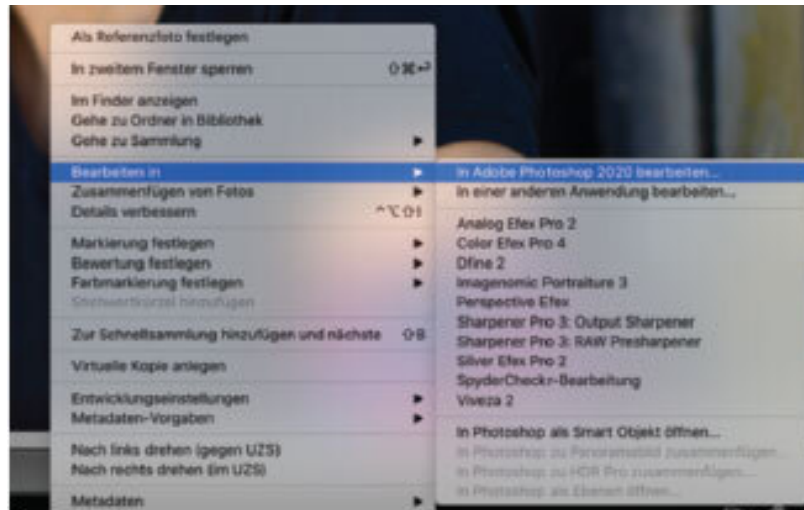 Als Referenzfoto festlegen
In zweitem Fenster sperren ⇧⌘↩
Im Finder anzeigen
Gehe zu Ordner in Bibliothek
Gehe zu Sammlung ▶
Bearbeiten in ▶
Zusammenfügen von Fotos ▶
Details verbessern ^⌥⇧I
Markierung festlegen ▶
Bewertung festlegen ▶
Farbmarkierung festlegen ▶
Stichwortkürzel hinzufügen
Zur Schnellsammlung hinzufügen und nächste ⇧B
Virtuelle Kopie anlegen
Entwicklungseinstellungen ▶
Metadaten-Vorgaben ▶
Nach links drehen (gegen UZS)
Nach rechts drehen (im UZS)
Metadaten ▶
In Adobe Photoshop 2020 bearbeiten...
In einer anderen Anwendung bearbeiten...
Analog Efex Pro 2
Color Efex Pro 4
Dfine 2
Imagenomic Portraiture 3
Perspective Efex
Sharpener Pro 3: Output Sharpener
Sharpener Pro 3: RAW Presharpener
Silver Efex Pro 2
SpyderCheckr-Bearbeitung
Viveza 2
In Photoshop als Smart Objekt öffnen...
In Photoshop zu Panoramabild zusammenfügen...
In Photoshop zu HDR Pro zusammenfügen...
In Photoshop als Ebenen öffnen...